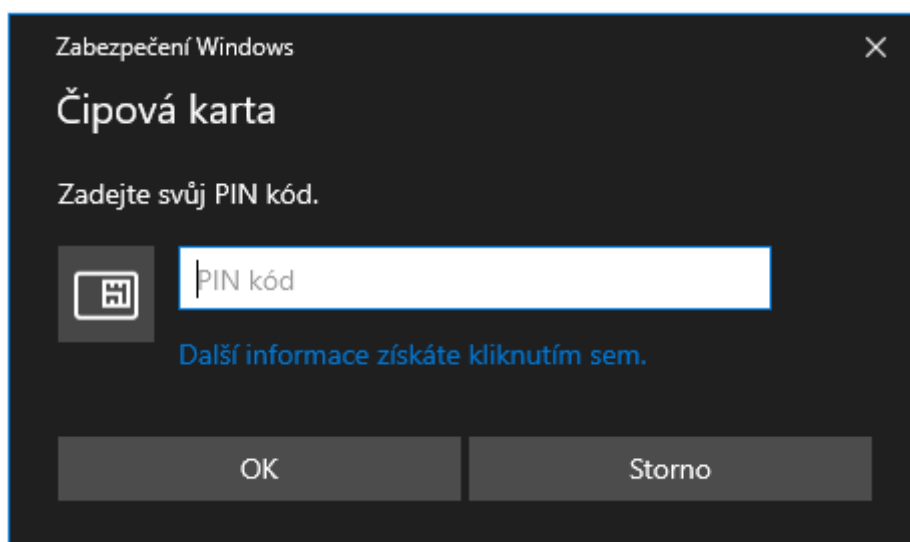 Zabezpečení Windows
Čipová karta
Zadejte svůj PIN kód.
PIN kód
Další informace získáte kliknutím sem.
OK
Storno